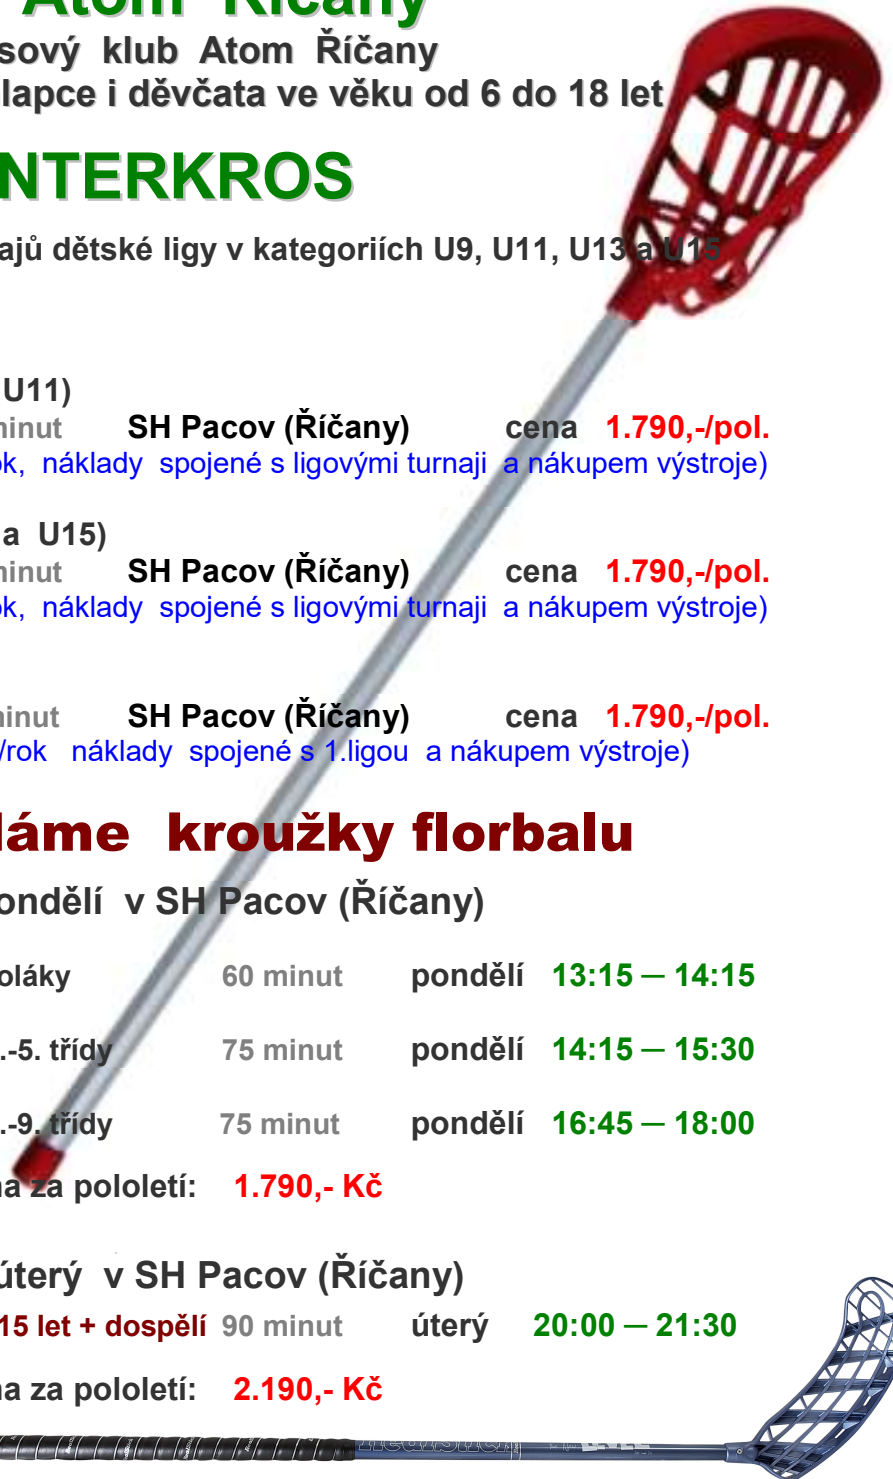 Atom Říčany
sový klub Atom Říčany
lapce i děvčata ve věku od 6 do 18 let
NTERKROS
ajů dětské ligy v kategoriích U9, U11, U13 a U15
U11)
minut SH Pacov (Říčany) cena 1.790,-/pol.
ok, náklady spojené s ligovými turnaji a nákupem výstroje)
a U15)
minut SH Pacov (Říčany) cena 1.790,-/pol.
ok, náklady spojené s ligovými turnaji a nákupem výstroje)
minut SH Pacov (Říčany) cena 1.790,-/pol.
/rok náklady spojené s 1.ligou a nákupem výstroje)
láme kroužky florbalu
ondělí v SH Pacov (Říčany)
oláky 60 minut pondělí 13:15 — 14:15
.-5. třídy 75 minut pondělí 14:15 — 15:30
.-9. třídy 75 minut pondělí 16:45 — 18:00
na za pololetí: 1.790,- Kč
úterý v SH Pacov (Říčany)
15 let + dospělí 90 minut úterý 20:00 — 21:30
na za pololetí: 2.190,- Kč